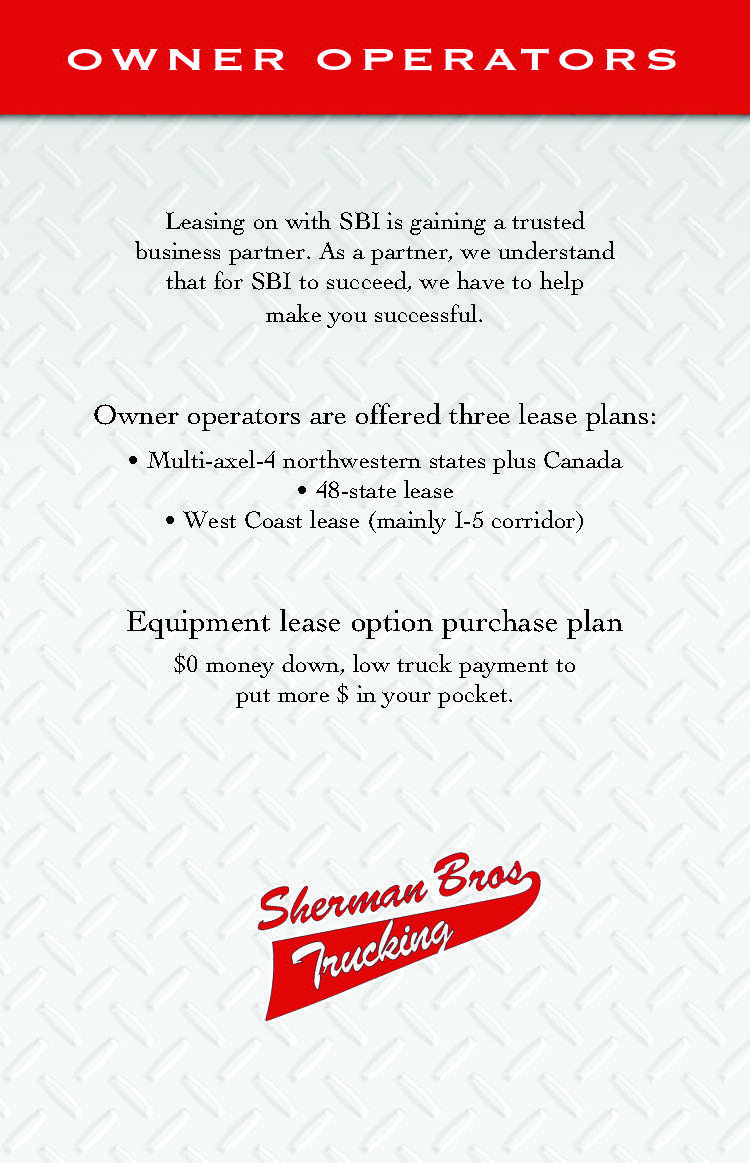 OWNER OPERATORS
Leasing on with SBI is gaining a trusted
business partner. As a partner, we understand
that for SBI to succeed, we have to help
make you successful.
Owner operators are offered three lease plans:
• Multi-axel-4 northwestern states plus Canada
• 48-state lease
• West Coast lease (mainly I-5 corridor)
Equipment lease option purchase plan
$0 money down, low truck payment to
put more $ in your pocket.
Sherman Bros
Trucking